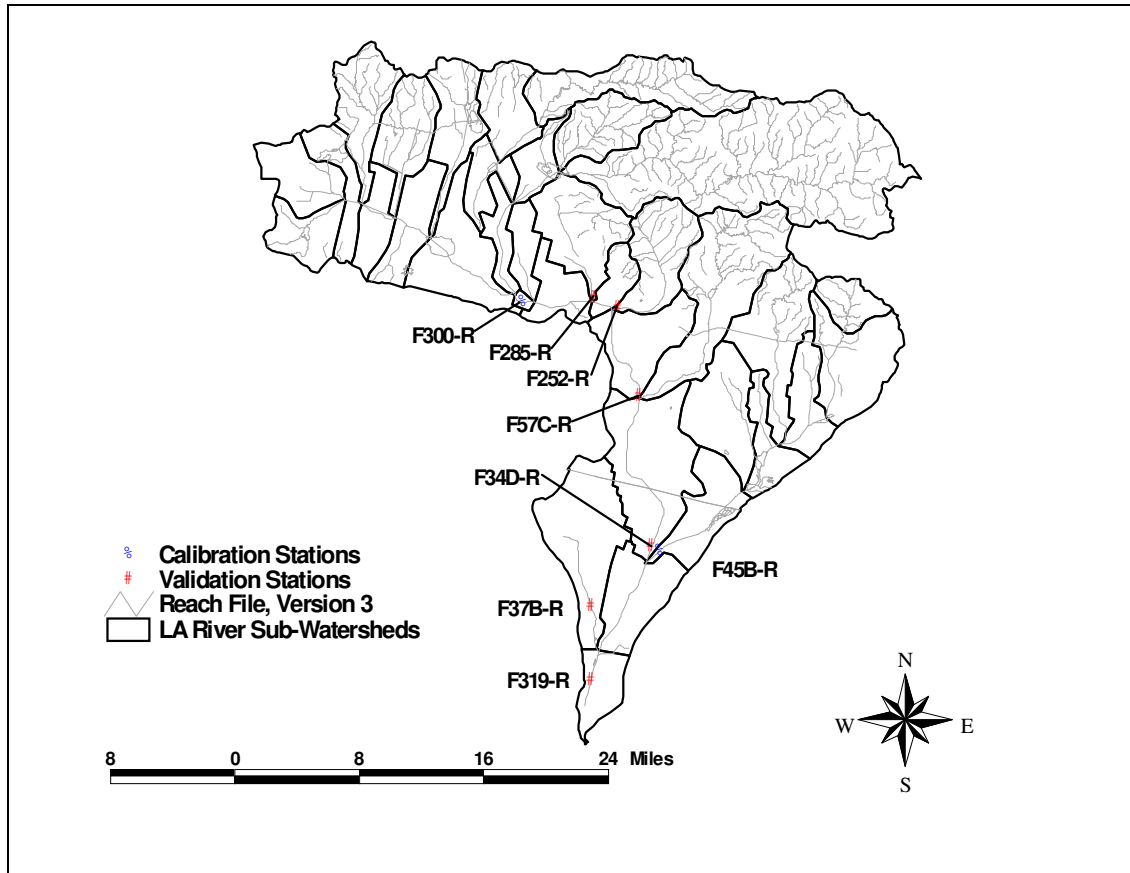 F300-R
F285-R
F252-R
F57C-R
F34D-R
F45B-R
F37B-R
F319-R
Calibration Stations
Validation Stations
Reach File, Version 3
LA River Sub-Watersheds
8 0 8 16 24 Miles
N
W E
S